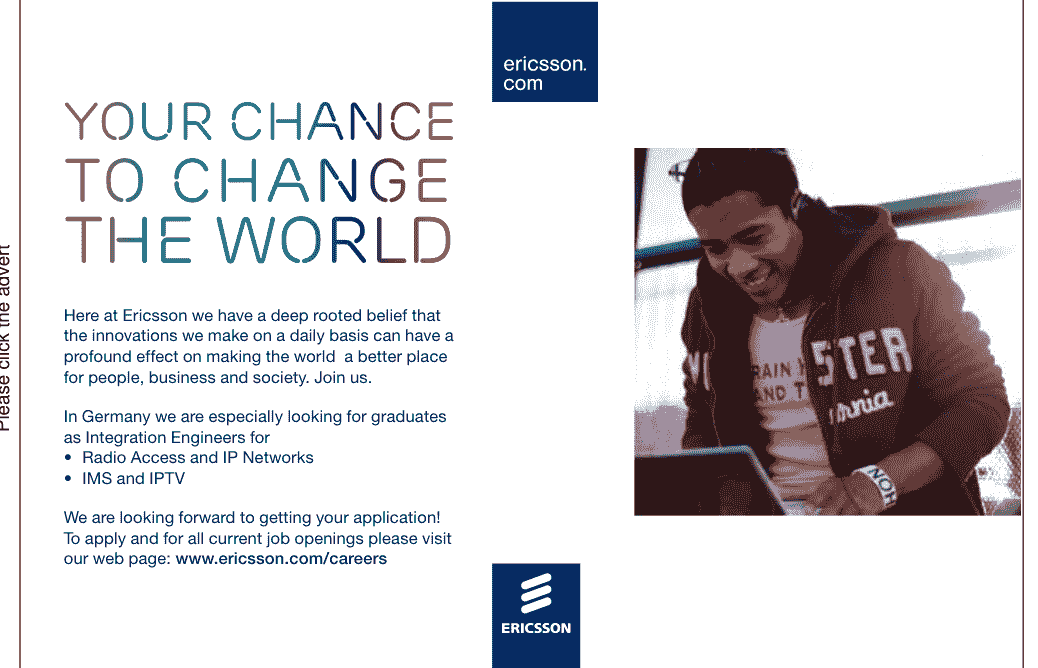 Please click the advert
ericsson.
com
YOUR CHANCE
TO CHANGE
THE WORLD
Here at Ericsson we have a deep rooted belief that
the innovations we make on a daily basis can have a
profound effect on making the world  a better place
for people, business and society. Join us.
In Germany we are especially looking for graduates
as Integration Engineers for
• Radio Access and IP Networks
• IMS and IPTV
We are looking forward to getting your application!
To apply and for all current job openings please visit
our web page: www.ericsson.com/careers
STER
RAIN
AND T
ERICSSON